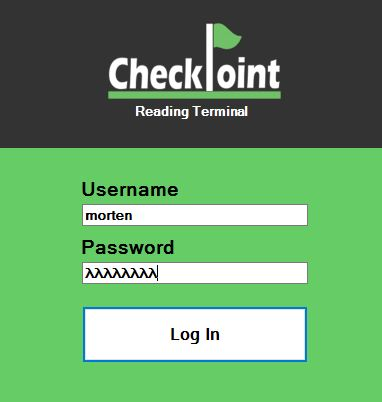 CheckPoint
Reading Terminal
Username
morten
Password
λλλλλλλλ
Log In